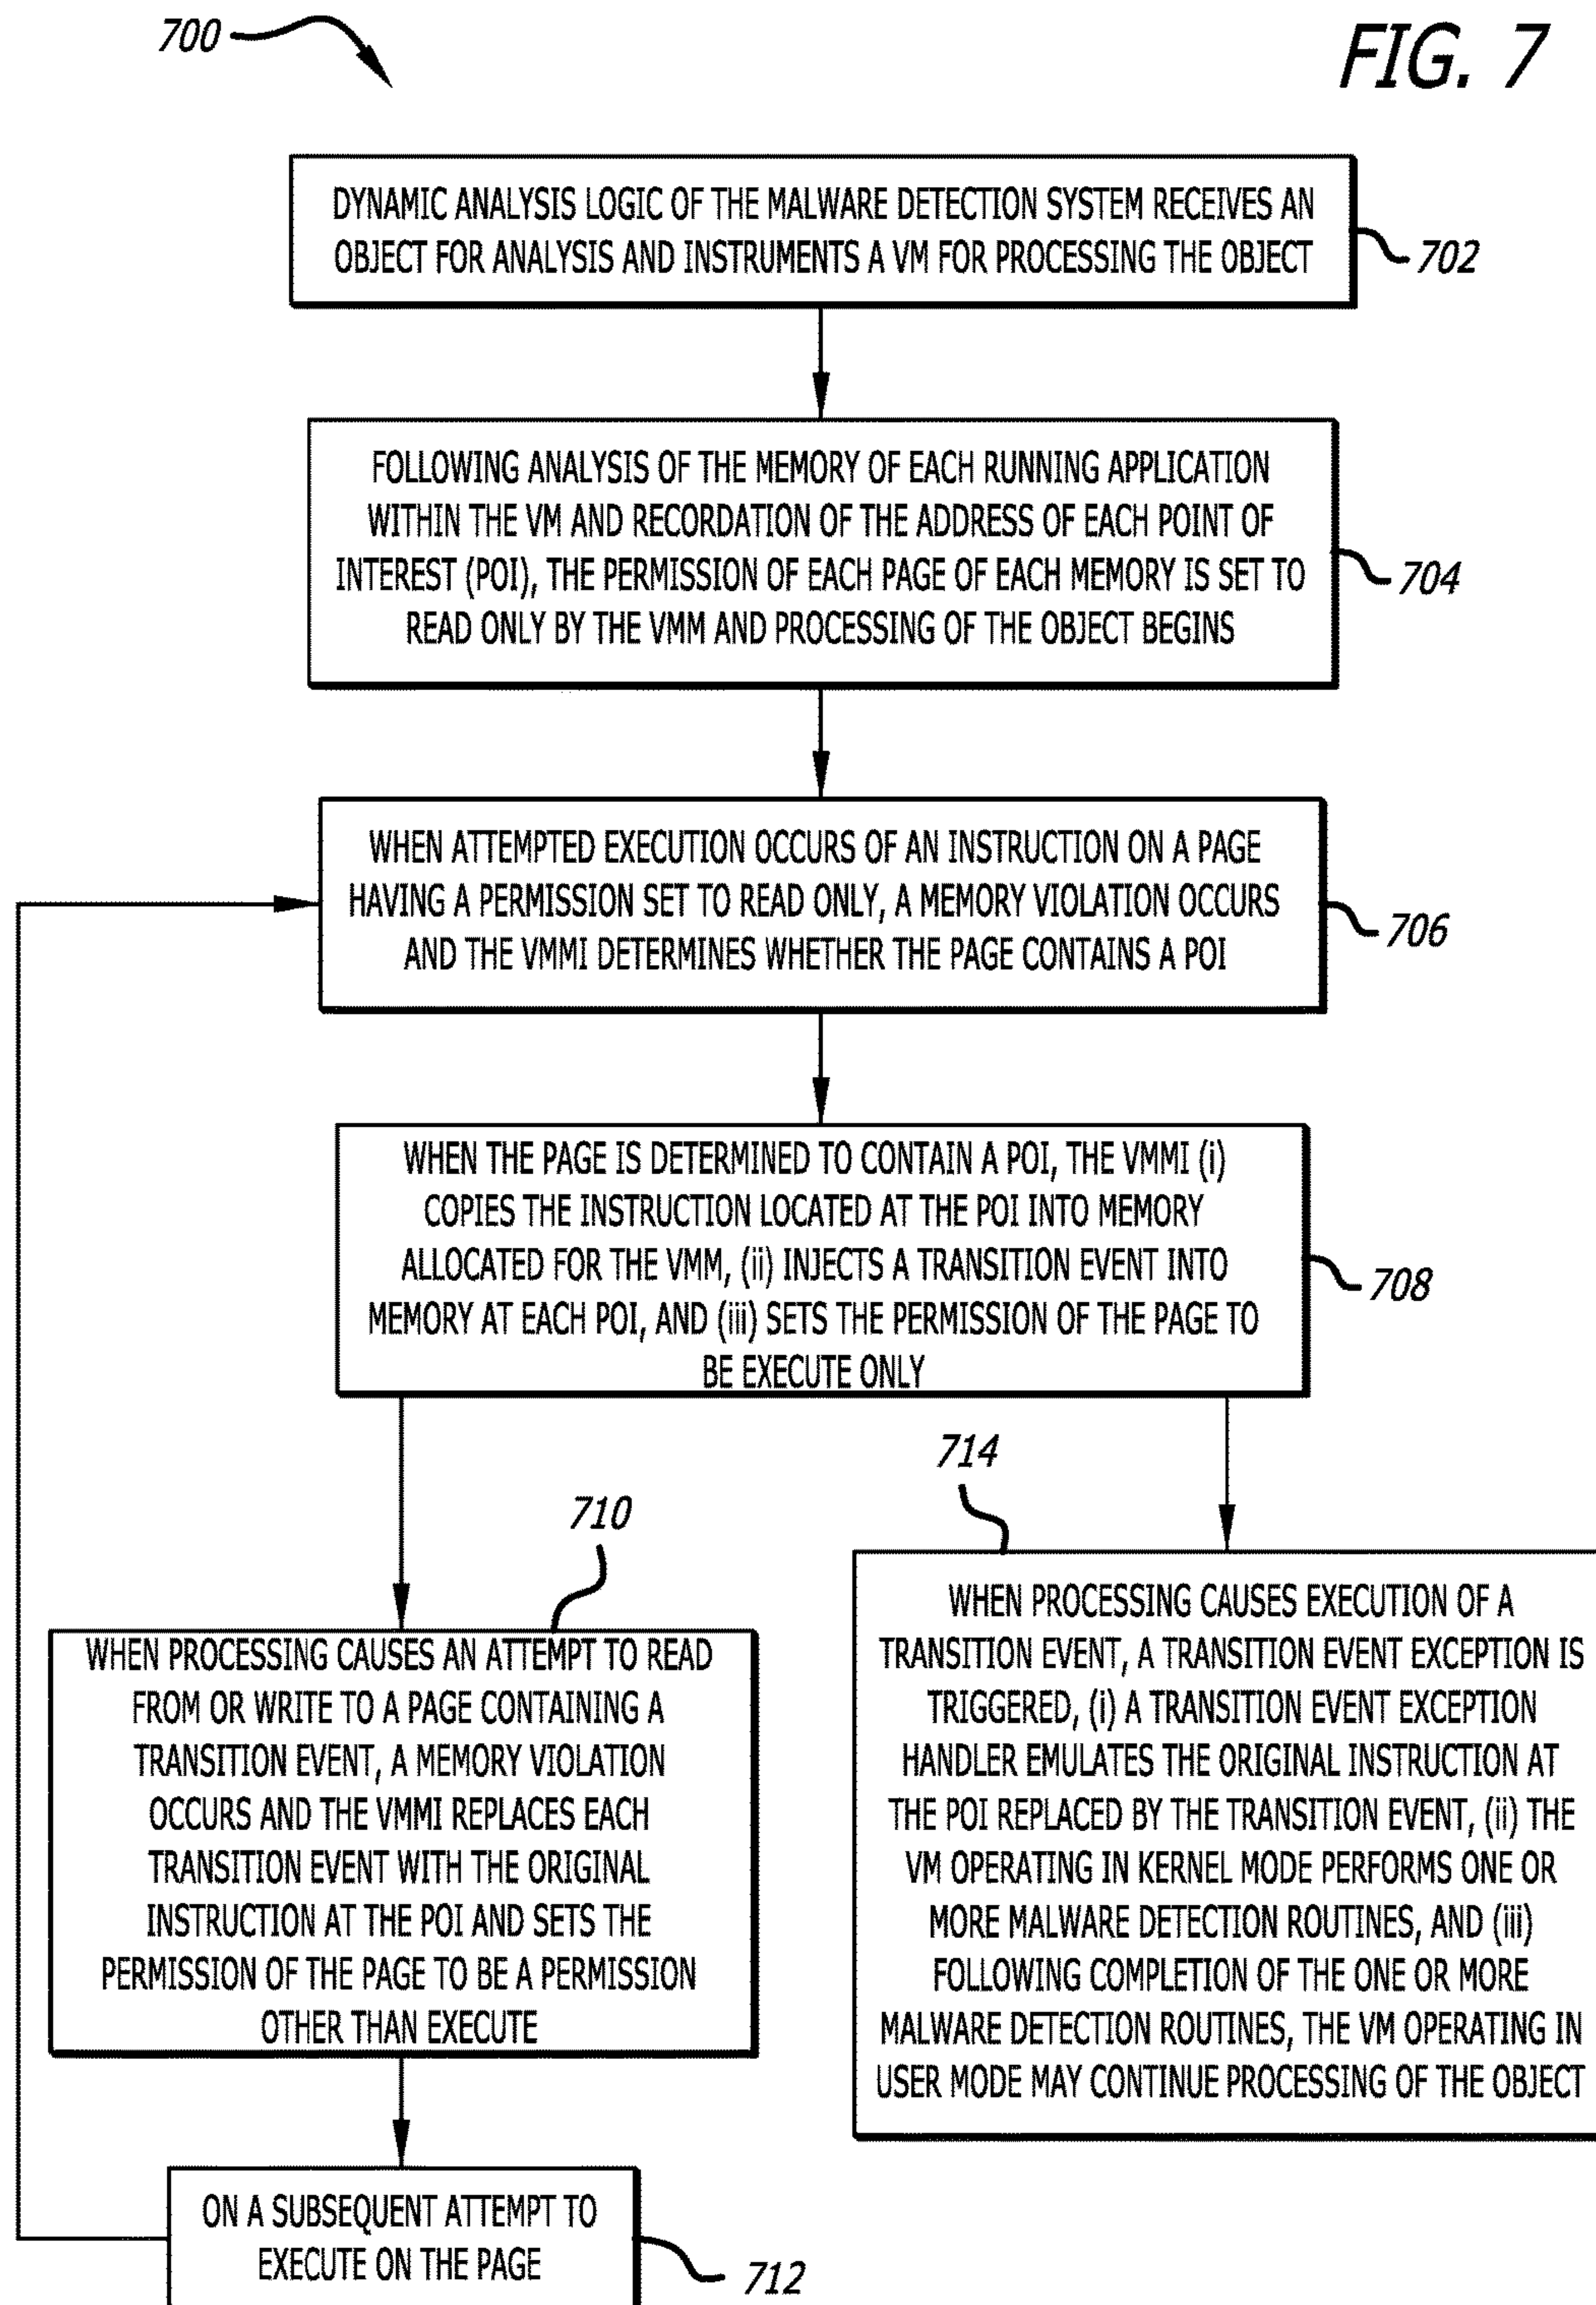 700
FIG. 7
DYNAMIC ANALYSIS LOGIC OF THE MALWARE DETECTION SYSTEM RECEIVES AN
OBJECT FOR ANALYSIS AND INSTRUMENTS A VM FOR PROCESSING THE OBJECT
702
FOLLOWING ANALYSIS OF THE MEMORY OF EACH RUNNING APPLICATION
WITHIN THE VM AND RECORDATION OF THE ADDRESS OF EACH POINT OF
INTEREST (POI), THE PERMISSION OF EACH PAGE OF EACH MEMORY IS SET TO
READ ONLY BY THE VMM AND PROCESSING OF THE OBJECT BEGINS
704
WHEN ATTEMPTED EXECUTION OCCURS OF AN INSTRUCTION ON A PAGE
HAVING A PERMISSION SET TO READ ONLY, A MEMORY VIOLATION OCCURS
AND THE VMMI DETERMINES WHETHER THE PAGE CONTAINS A POI
706
WHEN THE PAGE IS DETERMINED TO CONTAIN A POI, THE VMMI (i)
COPIES THE INSTRUCTION LOCATED AT THE POI INTO MEMORY
ALLOCATED FOR THE VMM, (ii) INJECTS A TRANSITION EVENT INTO
MEMORY AT EACH POI, AND (iii) SETS THE PERMISSION OF THE PAGE TO
BE EXECUTE ONLY
708
710
WHEN PROCESSING CAUSES AN ATTEMPT TO READ
FROM OR WRITE TO A PAGE CONTAINING A
TRANSITION EVENT, A MEMORY VIOLATION
OCCURS AND THE VMMI REPLACES EACH
TRANSITION EVENT WITH THE ORIGINAL
INSTRUCTION AT THE POI AND SETS THE
PERMISSION OF THE PAGE TO BE A PERMISSION
OTHER THAN EXECUTE
714
WHEN PROCESSING CAUSES EXECUTION OF A
TRANSITION EVENT, A TRANSITION EVENT EXCEPTION IS
TRIGGERED, (i) A TRANSITION EVENT EXCEPTION
HANDLER EMULATES THE ORIGINAL INSTRUCTION AT
THE POI REPLACED BY THE TRANSITION EVENT, (ii) THE
VM OPERATING IN KERNEL MODE PERFORMS ONE OR
MORE MALWARE DETECTION ROUTINES, AND (iii)
FOLLOWING COMPLETION OF THE ONE OR MORE
MALWARE DETECTION ROUTINES, THE VM OPERATING IN
USER MODE MAY CONTINUE PROCESSING OF THE OBJECT
ON A SUBSEQUENT ATTEMPT TO
EXECUTE ON THE PAGE
712